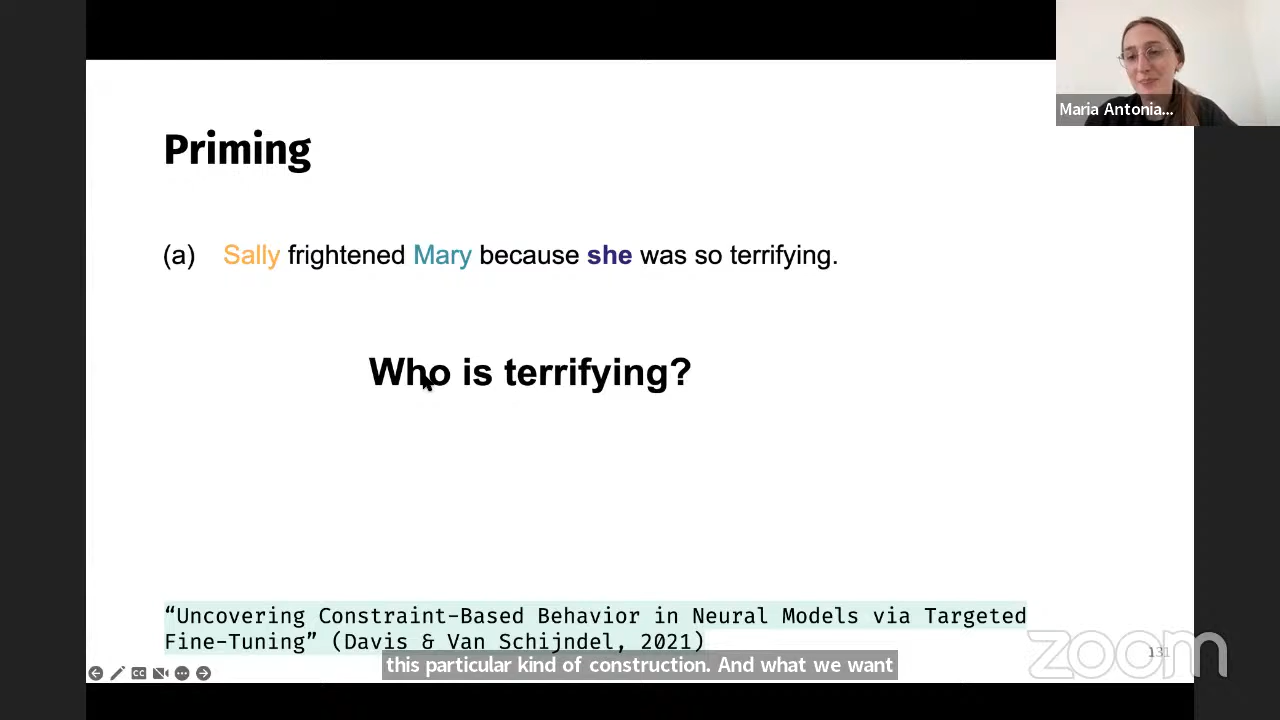 Maria Antonia...
Priming
(a) Sally frightened Mary because she was so terrifying.
Who is terrifying?
“Uncovering Constraint-Based Behavior in Neural Models via Targeted
Fine-Tuning” (Davis & Van Schijndel, 2021)
this particular kind of construction. And what we want
CC
131
zoom